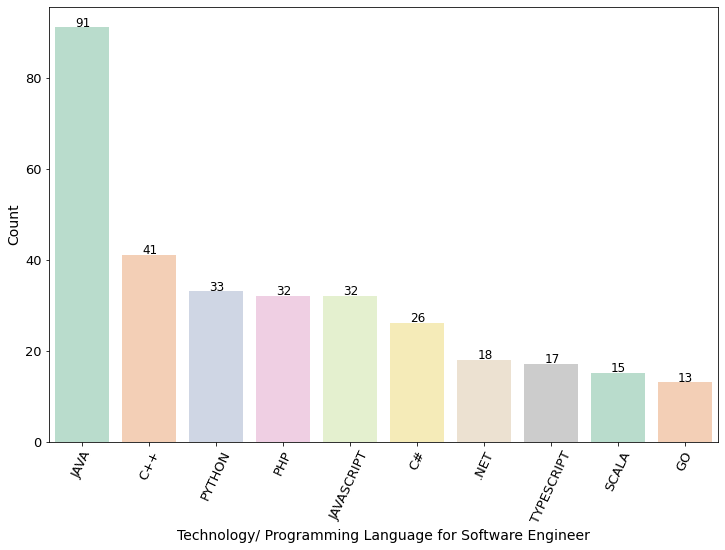 91
80
60
Count
41
40
33
32
32
26
20
18
17
15
13
0
JAVA
C++
PYTHON
PHP
JAVASCRIPT
C#
.NET
TYPESCRIPT
SCALA
GO
Technology/ Programming Language for Software Engineer